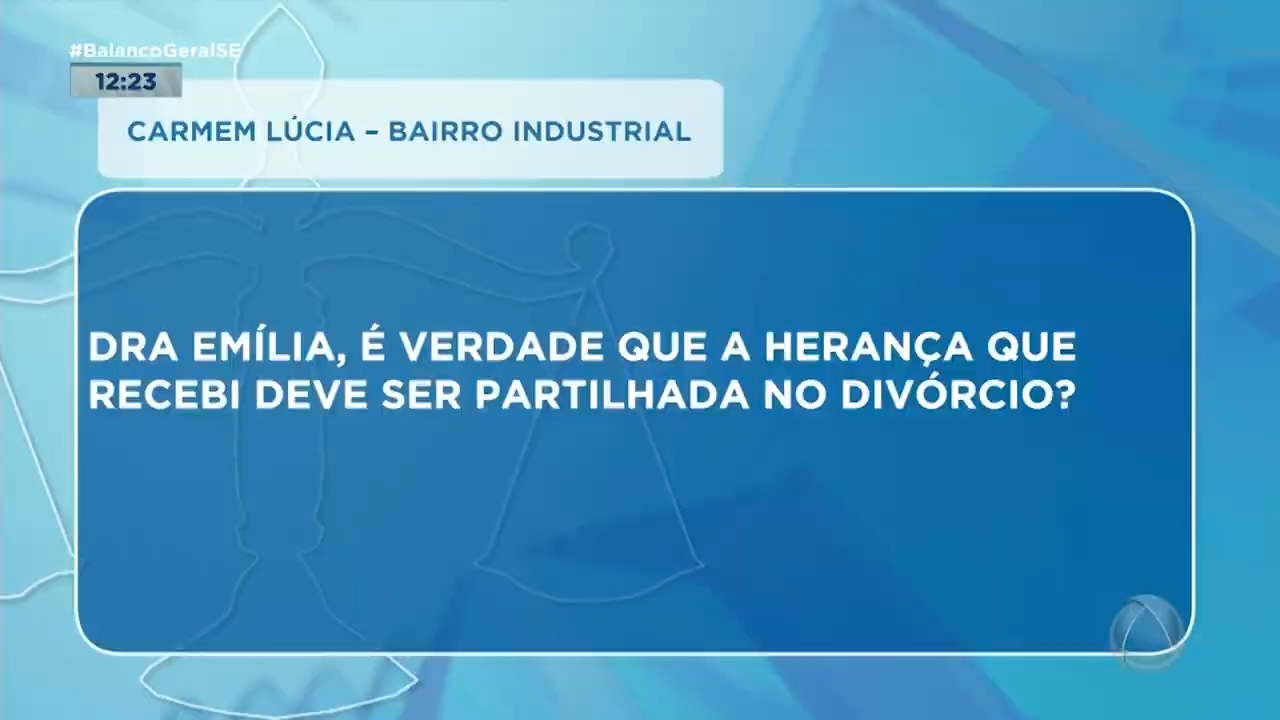 #BalancoGeralSE
12:23
CARMEM LÚCIA – BAIRRO INDUSTRIAL
DRA EMÍLIA, É VERDADE QUE A HERANÇA QUE
RECEBI DEVE SER PARTILHADA NO DIVÓRCIO?